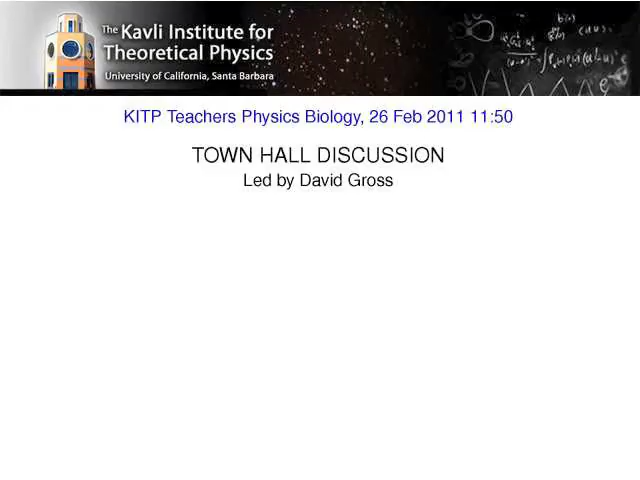 The Kavli Institute for
Theoretical Physics
University of California, Santa Barbara
KITP Teachers Physics Biology, 26 Feb 2011 11:50
TOWN HALL DISCUSSION
Led by David Gross